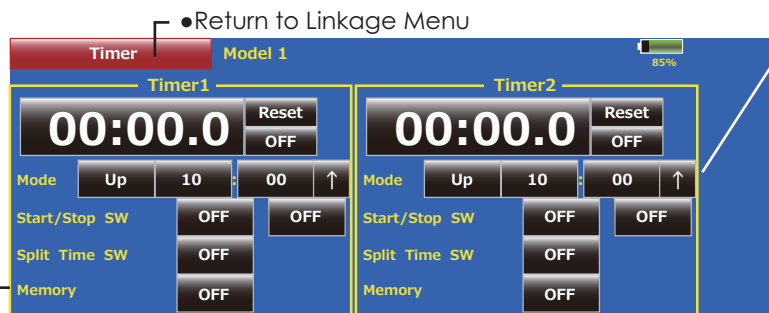 ●Return to Linkage Menu
Timer Model 1 85%
Timer1 Timer2
00:00.0 Reset OFF 00:00.0 Reset OFF
Mode Up 10 : 00 ↑ Mode Up 10 : 00 ↑
Start/Stop SW OFF OFF Start/Stop SW OFF OFF
Split Time SW OFF Split Time SW OFF
Memory OFF Memory OFF